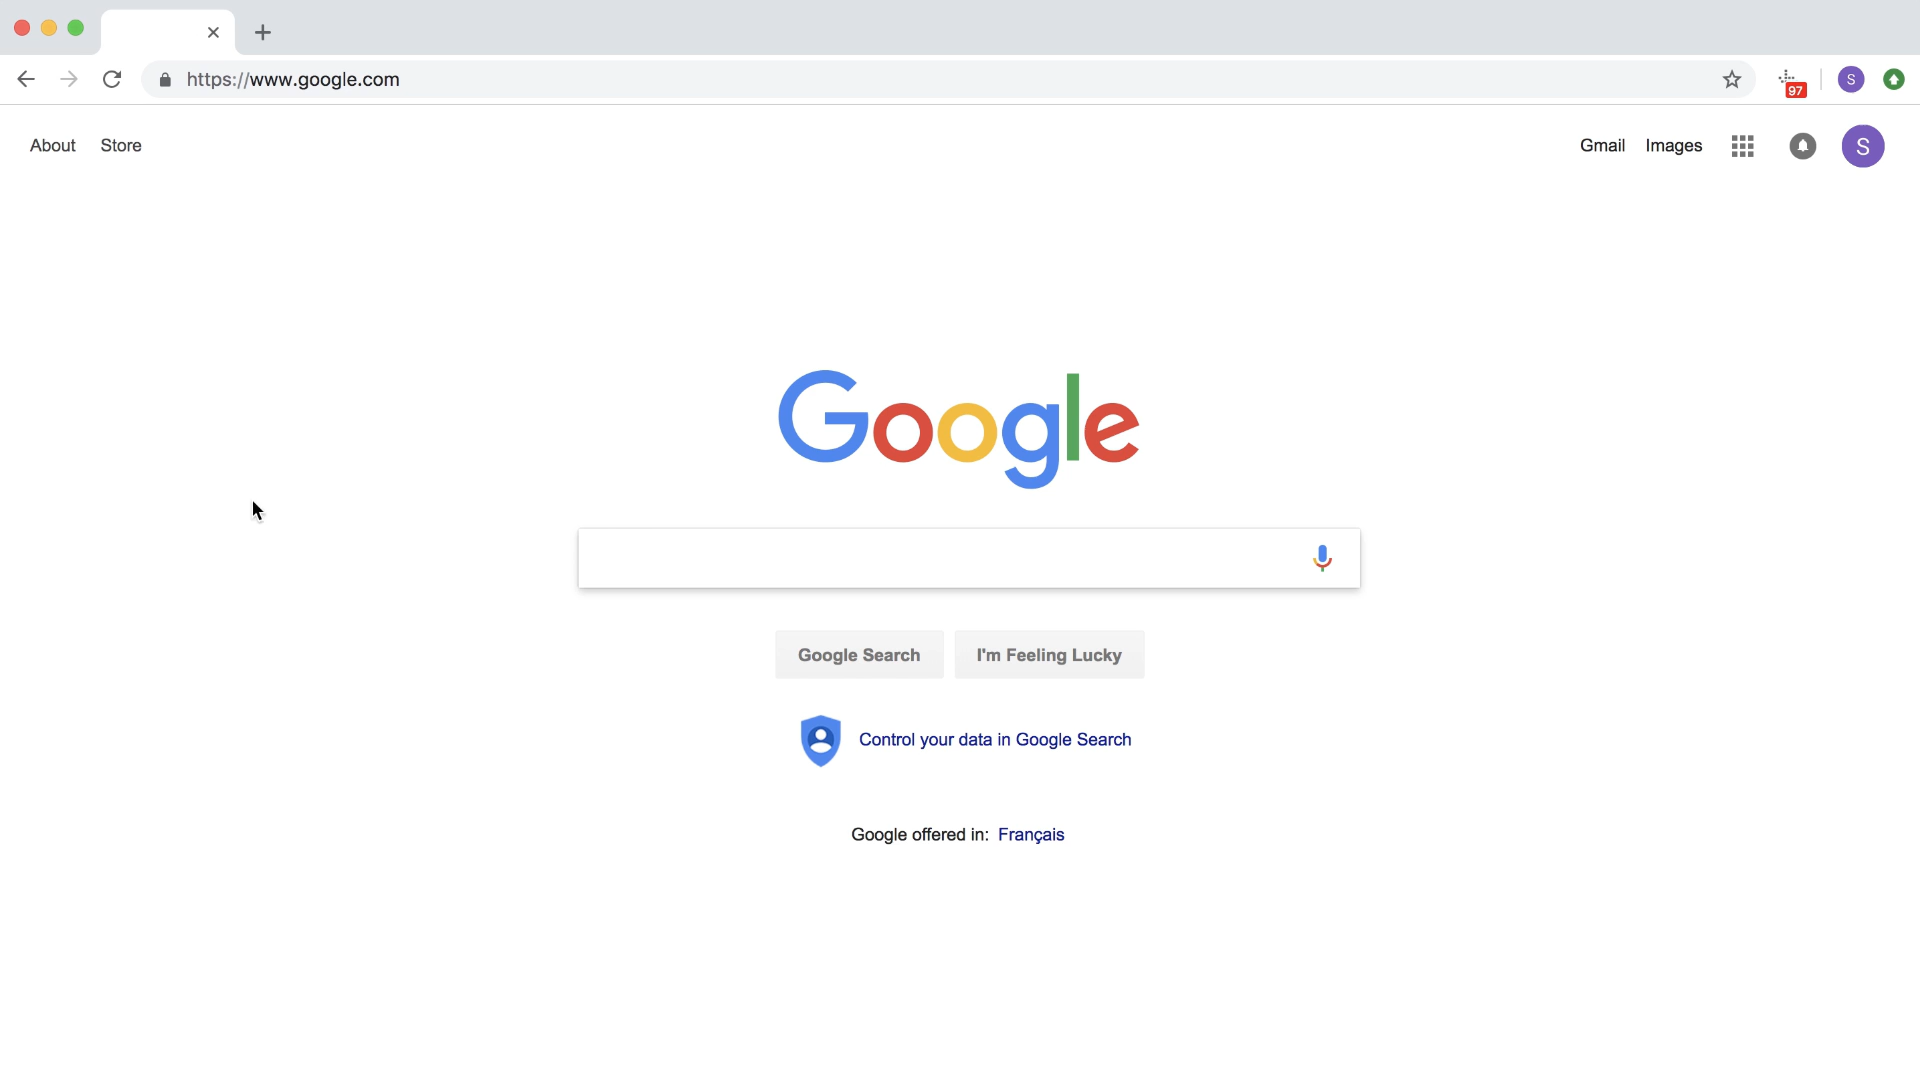 https://www.google.com
97
S
About Store
Gmail Images
S
Google
Google Search I'm Feeling Lucky
Control your data in Google Search
Google offered in: Français